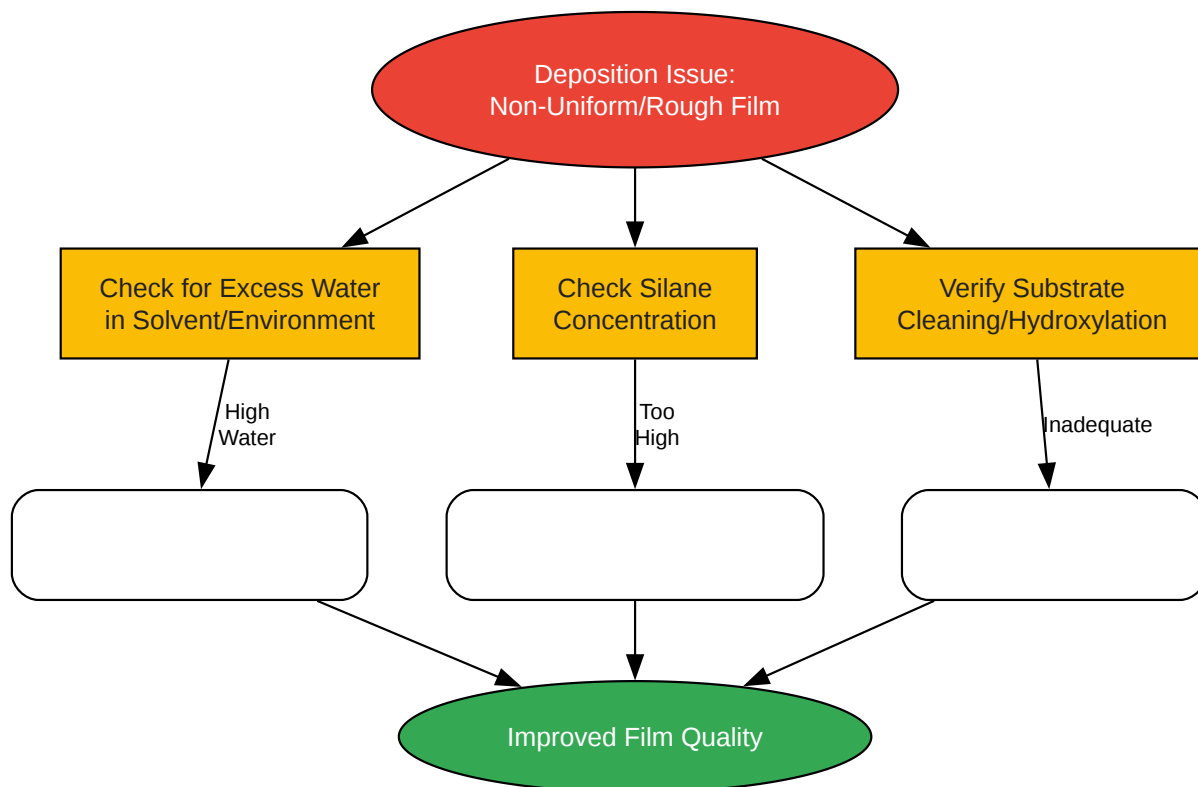 Deposition Issue:
Non-Uniform/Rough Film
Check for Excess Water
in Solvent/Environment
Check Silane
Concentration
Verify Substrate
Cleaning/Hydroxylation
High
Water
Too
High
Inadequate
Improved Film Quality